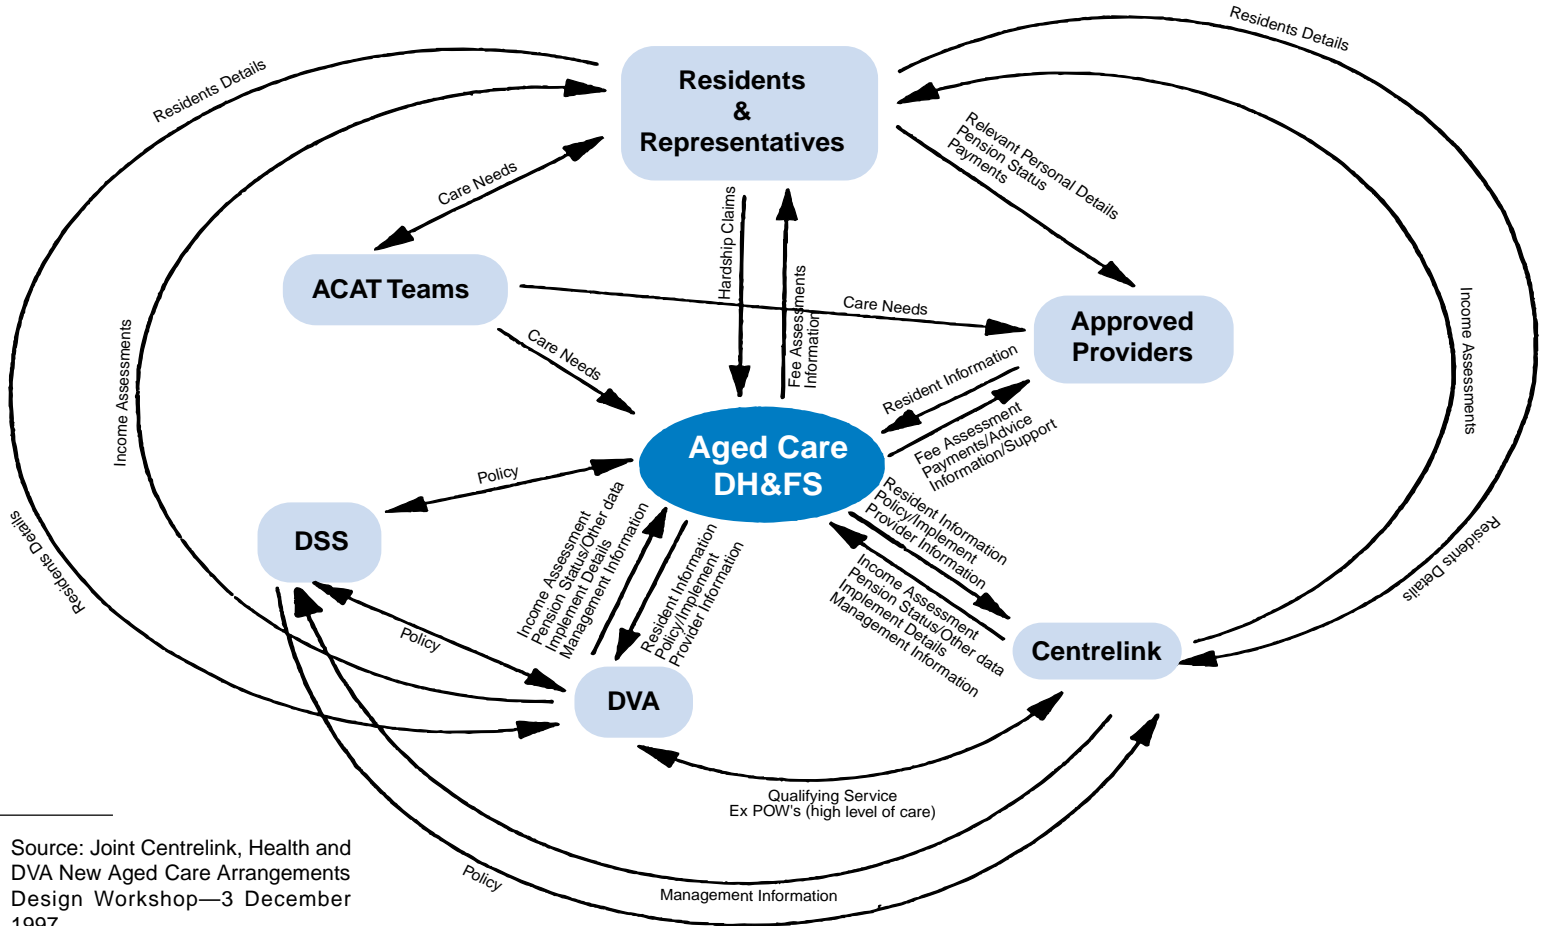 Residents Details
Residents Details
Residents
&
Representatives
Relevant Personal Details
Pension Status
Payments
Care Needs
Hardship Claims
Fee Assessments
Information
ACAT Teams
Care Needs
Approved
Providers
Income Assessments
Income Assessments
Care Needs
Resident Information
Fee Assessment
Payments/Advice
Information/Support
Aged Care
DH&FS
Policy
Residents Details
DSS
Income Assessment
Pension Status/Other data
Implement Details
Management Information
Resident Information
Policy/Implement
Provider Information
Resident Information
Policy/Implement
Provider Information
Income Assessment
Pension Status/Other data
Implement Details
Management Information
Residents Details
Policy
Centrelink
DVA
Qualifying Service
Ex POW's (high level of care)
Policy
Management Information
Source: Joint Centrelink, Health and
DVA New Aged Care Arrangements
Design Workshop—3 December
1997